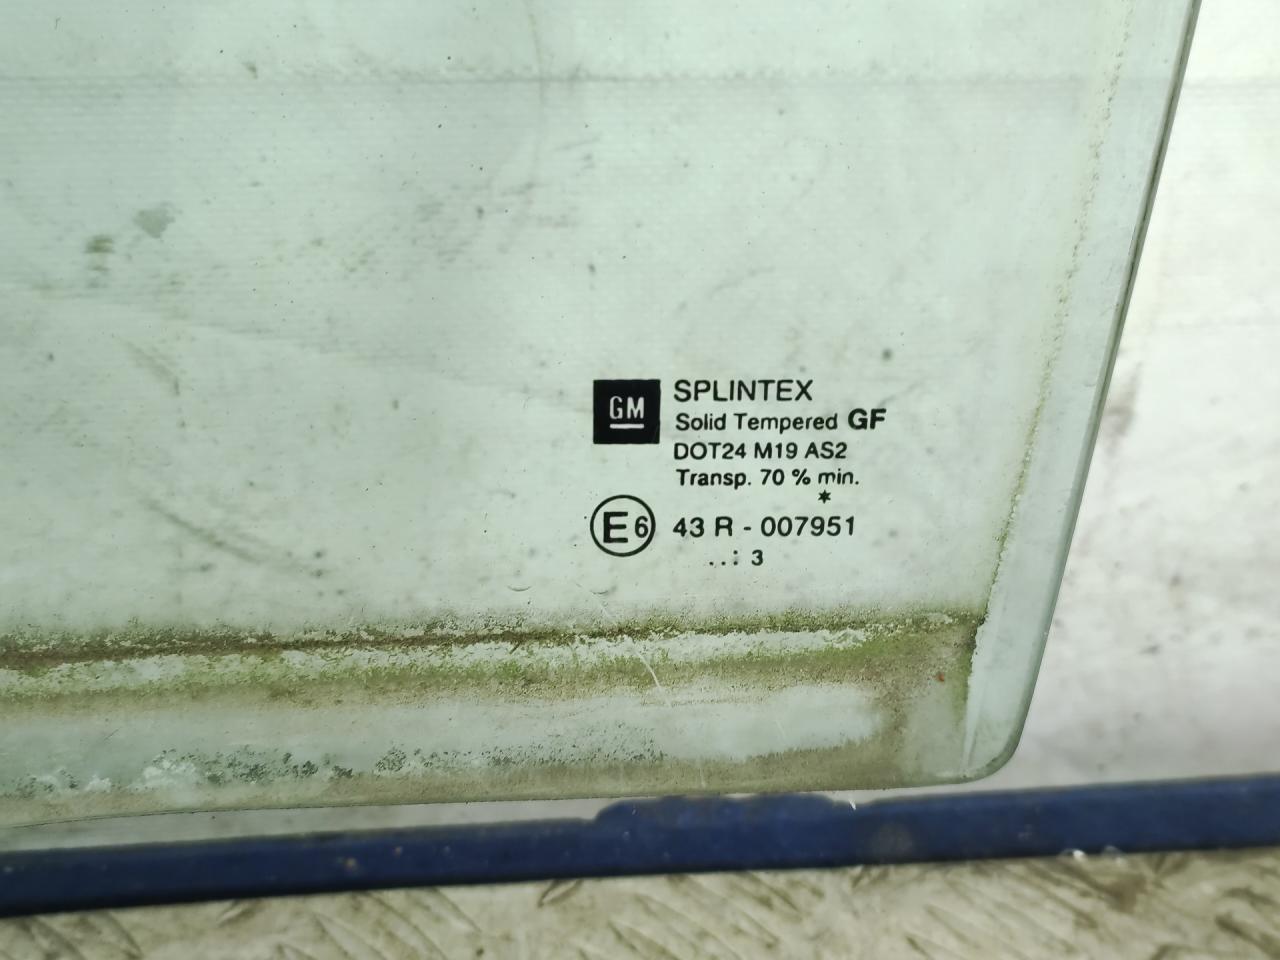 GM
SPLINTEX
Solid Tempered GF
DOT24 M19 AS2
Transp. 70 % min.
*
E6 43 R - 007951
..: 3